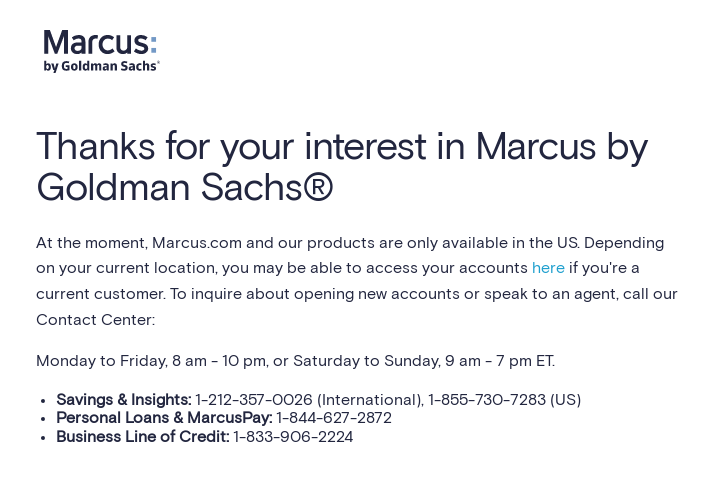 Marcus:
by Goldman Sachs®
Thanks for your interest in Marcus by
Goldman Sachs®
At the moment, Marcus.com and our products are only available in the US. Depending
on your current location, you may be able to access your accounts here if you're a
current customer. To inquire about opening new accounts or speak to an agent, call our
Contact Center:
Monday to Friday, 8 am - 10 pm, or Saturday to Sunday, 9 am - 7 pm ET.
• Savings & Insights: 1-212-357-0026 (International), 1-855-730-7283 (US)
• Personal Loans & MarcusPay: 1-844-627-2872
• Business Line of Credit: 1-833-906-2224